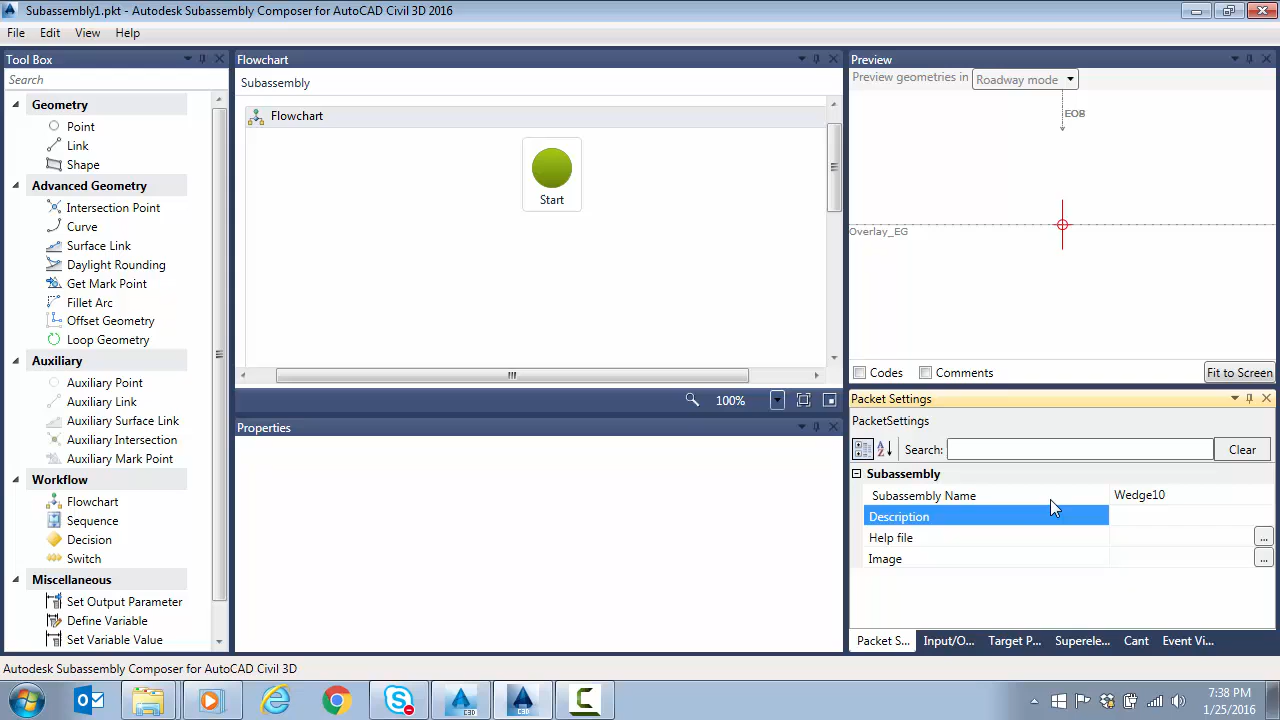 Subassembly1.pkt - Autodesk Subassembly Composer for AutoCAD Civil 3D 2016
File Edit View Help
Tool Box
Search
Geometry
Point
Link
Shape
Advanced Geometry
Intersection Point
Curve
Surface Link
Daylight Rounding
Get Mark Point
Fillet Arc
Offset Geometry
Loop Geometry
Auxiliary
Auxiliary Point
Auxiliary Link
Auxiliary Surface Link
Auxiliary Intersection
Auxiliary Mark Point
Workflow
Flowchart
Sequence
Decision
Switch
Miscellaneous
Set Output Parameter
Define Variable
Set Variable Value
Flowchart
Subassembly
Flowchart
Start
100%
Properties
Preview
Preview geometries in Roadway mode
EOB
Overlay_EG
Codes Comments Fit to Screen
Packet Settings
PacketSettings
Search: Clear
Subassembly
Subassembly Name Wedge10
Description
Help file ...
Image ...
Packet S... Input/O... Target P... Superele... Cant Event Vi...
Autodesk Subassembly Composer for AutoCAD Civil 3D
C3D C3D
7:38 PM
1/25/2016